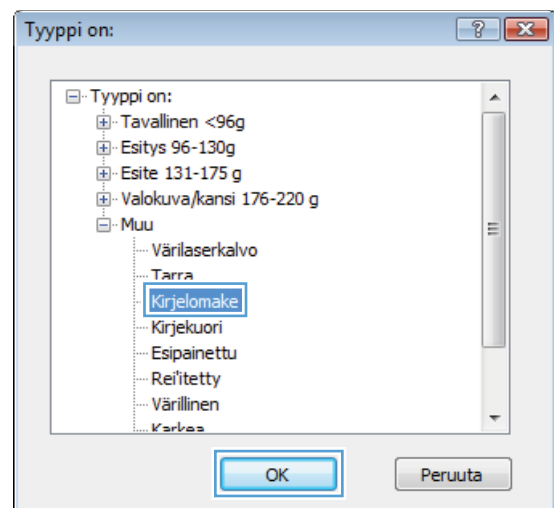 Tyyppi on:
Tyyppi on:
Tavallinen <96g
Esitys 96-130g
Esite 131-175 g
Valokuva/kansi 176-220 g
Muu
Värilaserkalvo
Tarra
Kirjelomake
Kirjekuori
Esipainettu
Rei'itetty
Värillinen
Karkea
OK Peruuta